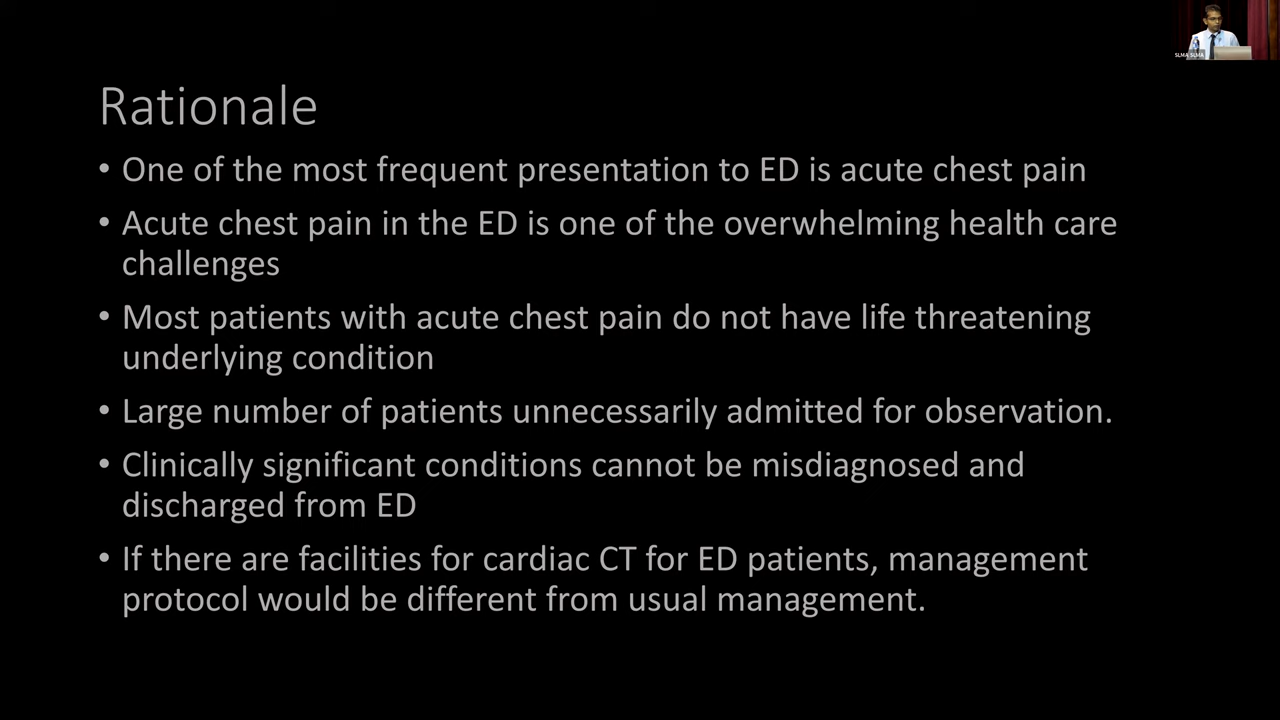 SLMA SLMA
Rationale
• One of the most frequent presentation to ED is acute chest pain
• Acute chest pain in the ED is one of the overwhelming health care
challenges
• Most patients with acute chest pain do not have life threatening
underlying condition
• Large number of patients unnecessarily admitted for observation.
• Clinically significant conditions cannot be misdiagnosed and
discharged from ED
• If there are facilities for cardiac CT for ED patients, management
protocol would be different from usual management.